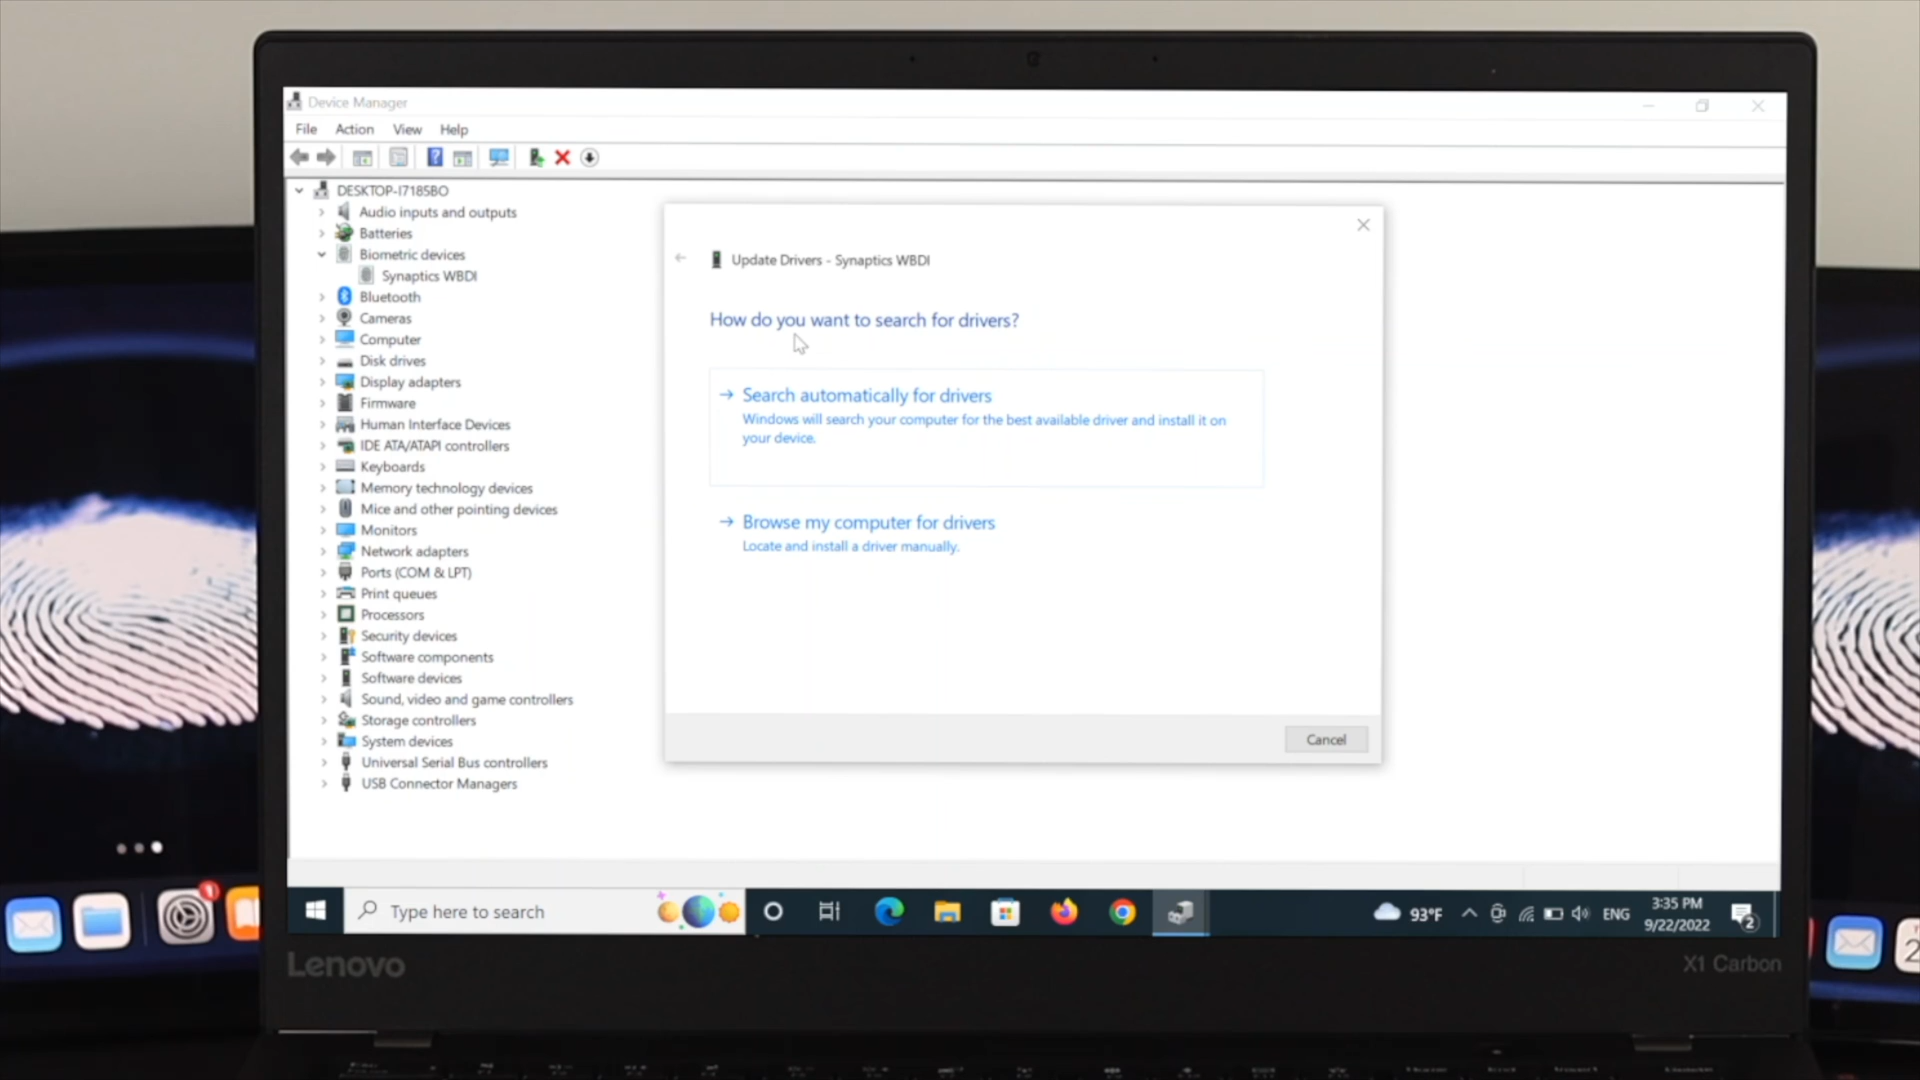 Device Manager
File Action View Help
DESKTOP-I7185BO
Audio inputs and outputs
Batteries
Biometric devices
Synaptics WBDI
Bluetooth
Cameras
Computer
Disk drives
Display adapters
Firmware
Human Interface Devices
IDE ATA/ATAPI controllers
Keyboards
Memory technology devices
Mice and other pointing devices
Monitors
Network adapters
Ports (COM & LPT)
Print queues
Processors
Security devices
Software components
Software devices
Sound, video and game controllers
Storage controllers
System devices
Universal Serial Bus controllers
USB Connector Managers
Update Drivers - Synaptics WBDI
How do you want to search for drivers?
Search automatically for drivers
Windows will search your computer for the best available driver and install it on
your device.
Browse my computer for drivers
Locate and install a driver manually.
Cancel
Type here to search
93°F
ENG
3:35 PM
9/22/2022
2
Lenovo
X1 Carbon